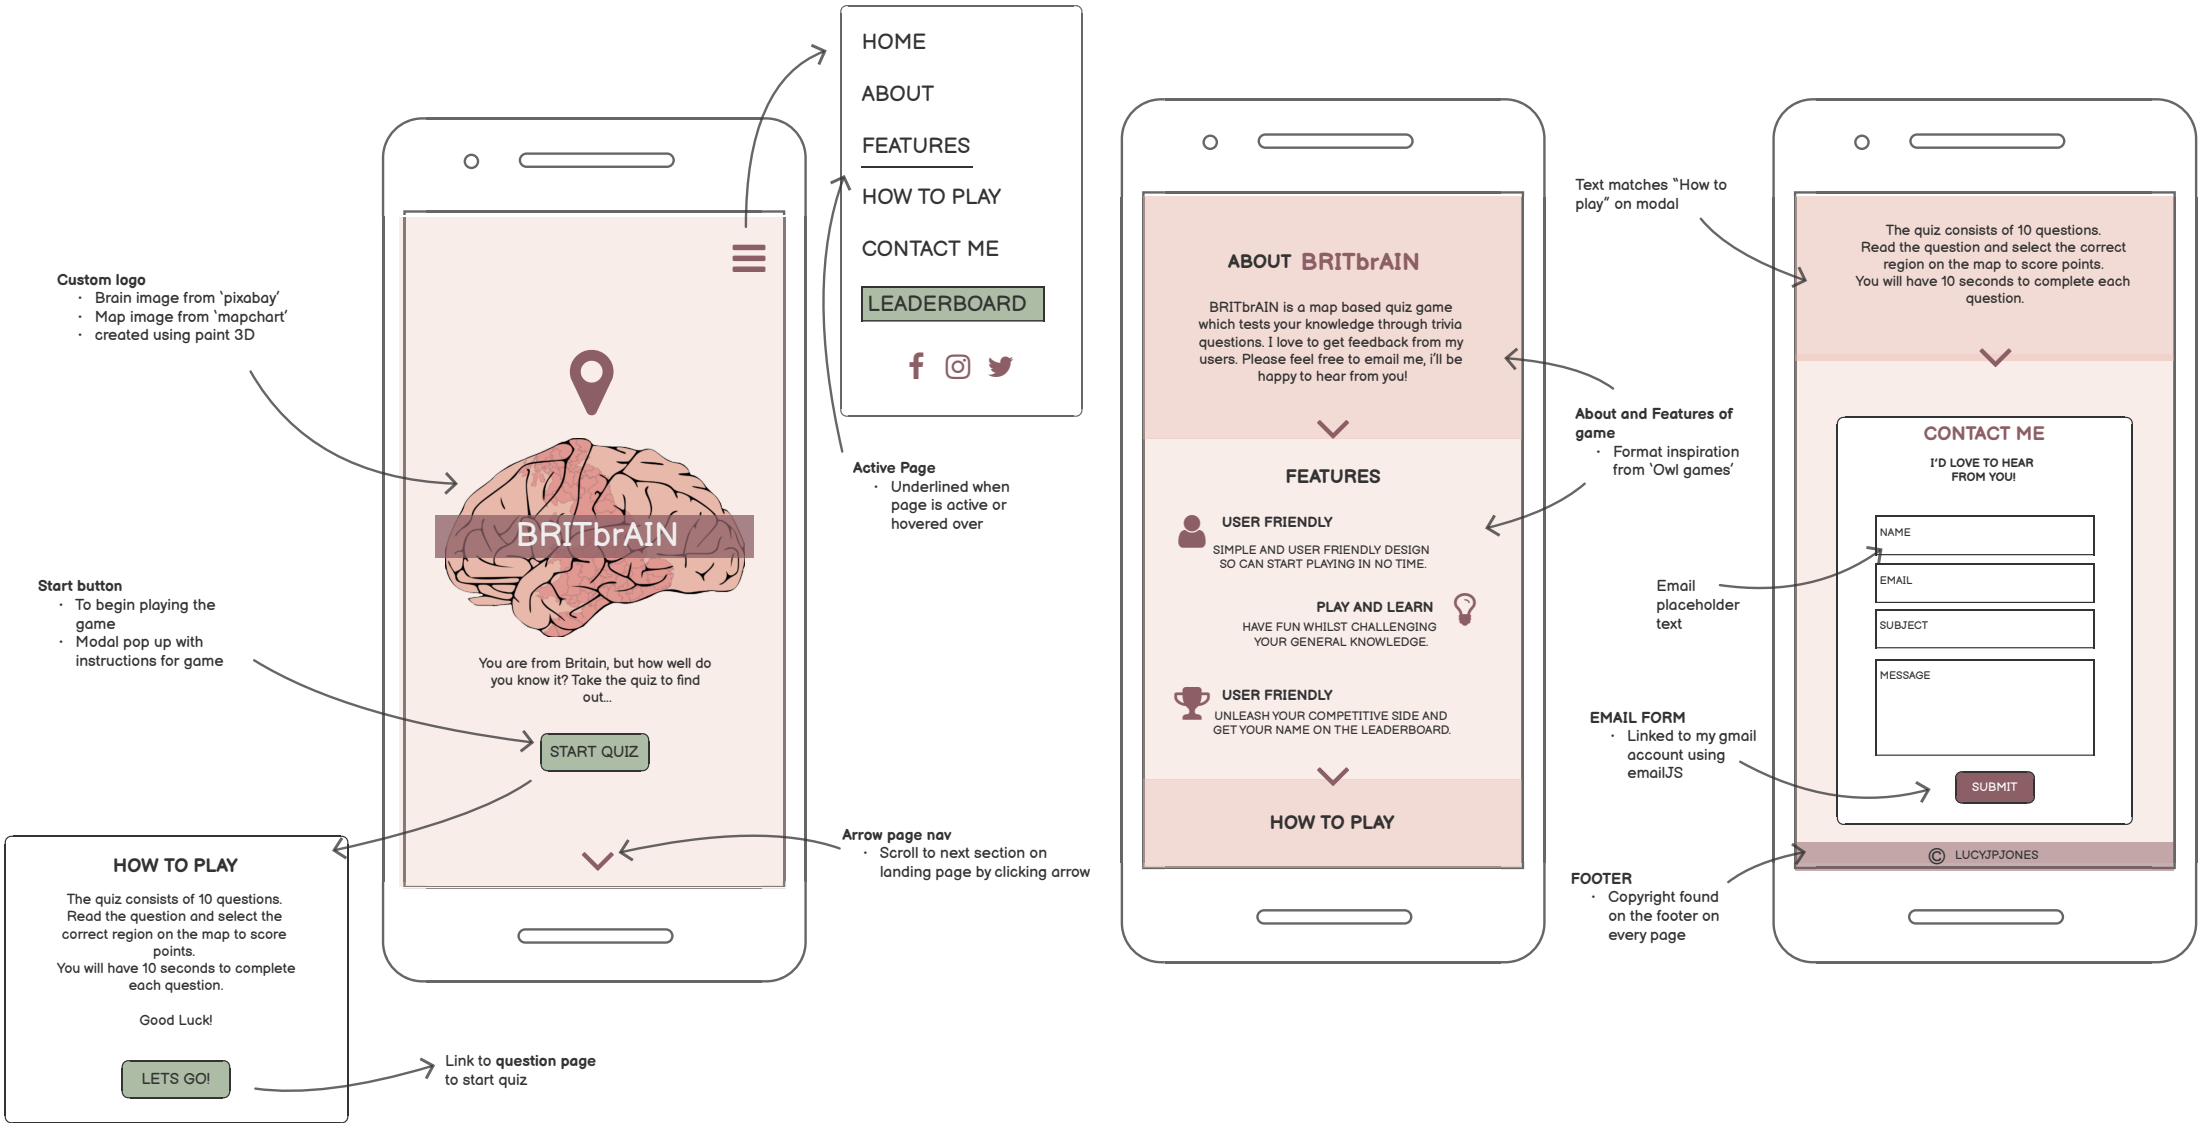 HOME
ABOUT
FEATURES
HOW TO PLAY
CONTACT ME
LEADERBOARD
Custom logo
· Brain image from ‘pixabay’
· Map image from ‘mapchart’
· created using paint 3D
BRITbrAIN
You are from Britain, but how well do
you know it? Take the quiz to find
out...
START QUIZ
Start button
· To begin playing the
game
· Modal pop up with
instructions for game
Active Page
· Underlined when
page is active or
hovered over
Arrow page nav
· Scroll to next section on
landing page by clicking arrow
HOW TO PLAY
The quiz consists of 10 questions.
Read the question and select the
correct region on the map to score
points.
You will have 10 seconds to complete
each question.
Good Luck!
LETS GO!
Link to question page
to start quiz
ABOUT BRITbrAIN
BRITbrAIN is a map based quiz game
which tests your knowledge through trivia
questions. I love to get feedback from my
users. Please feel free to email me, i’ll be
happy to hear from you!
FEATURES
USER FRIENDLY
SIMPLE AND USER FRIENDLY DESIGN
SO CAN START PLAYING IN NO TIME.
PLAY AND LEARN
HAVE FUN WHILST CHALLENGING
YOUR GENERAL KNOWLEDGE.
USER FRIENDLY
UNLEASH YOUR COMPETITIVE SIDE AND
GET YOUR NAME ON THE LEADERBOARD.
HOW TO PLAY
Text matches “How to
play” on modal
About and Features of
game
· Format inspiration
from ‘Owl games’
Email
placeholder
text
EMAIL FORM
· Linked to my gmail
account using
emailJS
FOOTER
· Copyright found
on the footer on
every page
The quiz consists of 10 questions.
Read the question and select the correct
region on the map to score points.
You will have 10 seconds to complete each
question.
CONTACT ME
I’D LOVE TO HEAR
FROM YOU!
NAME
EMAIL
SUBJECT
MESSAGE
SUBMIT
© LUCYJPJONES